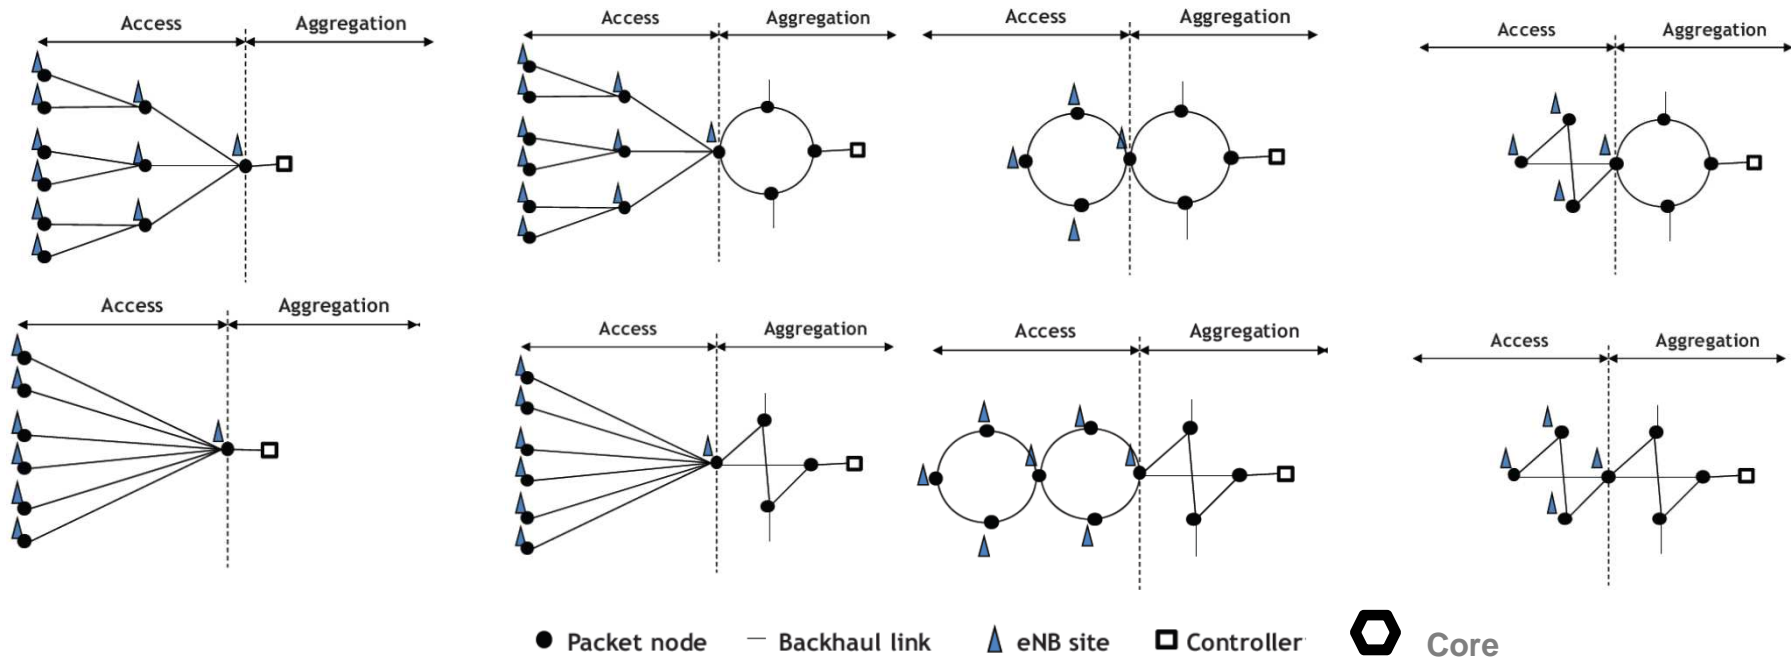 Access Aggregation
Access Aggregation
Access Aggregation
Access Aggregation
Access Aggregation
Access Aggregation
Access Aggregation
Access Aggregation
Packet node Backhaul link eNB site Controller Core